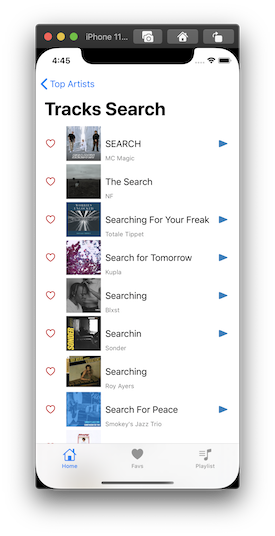 iPhone 11...
4:45
Top Artists
Tracks Search
SEARCH
MC Magic
The Search
NF
Searching For Your Freak
Totale Tippet
Search for Tomorrow
Kupla
Searching
Blxst
Searchin
Sonder
SONDER
Searching
Roy Ayers
Search For Peace
Smokey's Jazz Trio
Home
Favs
Playlist